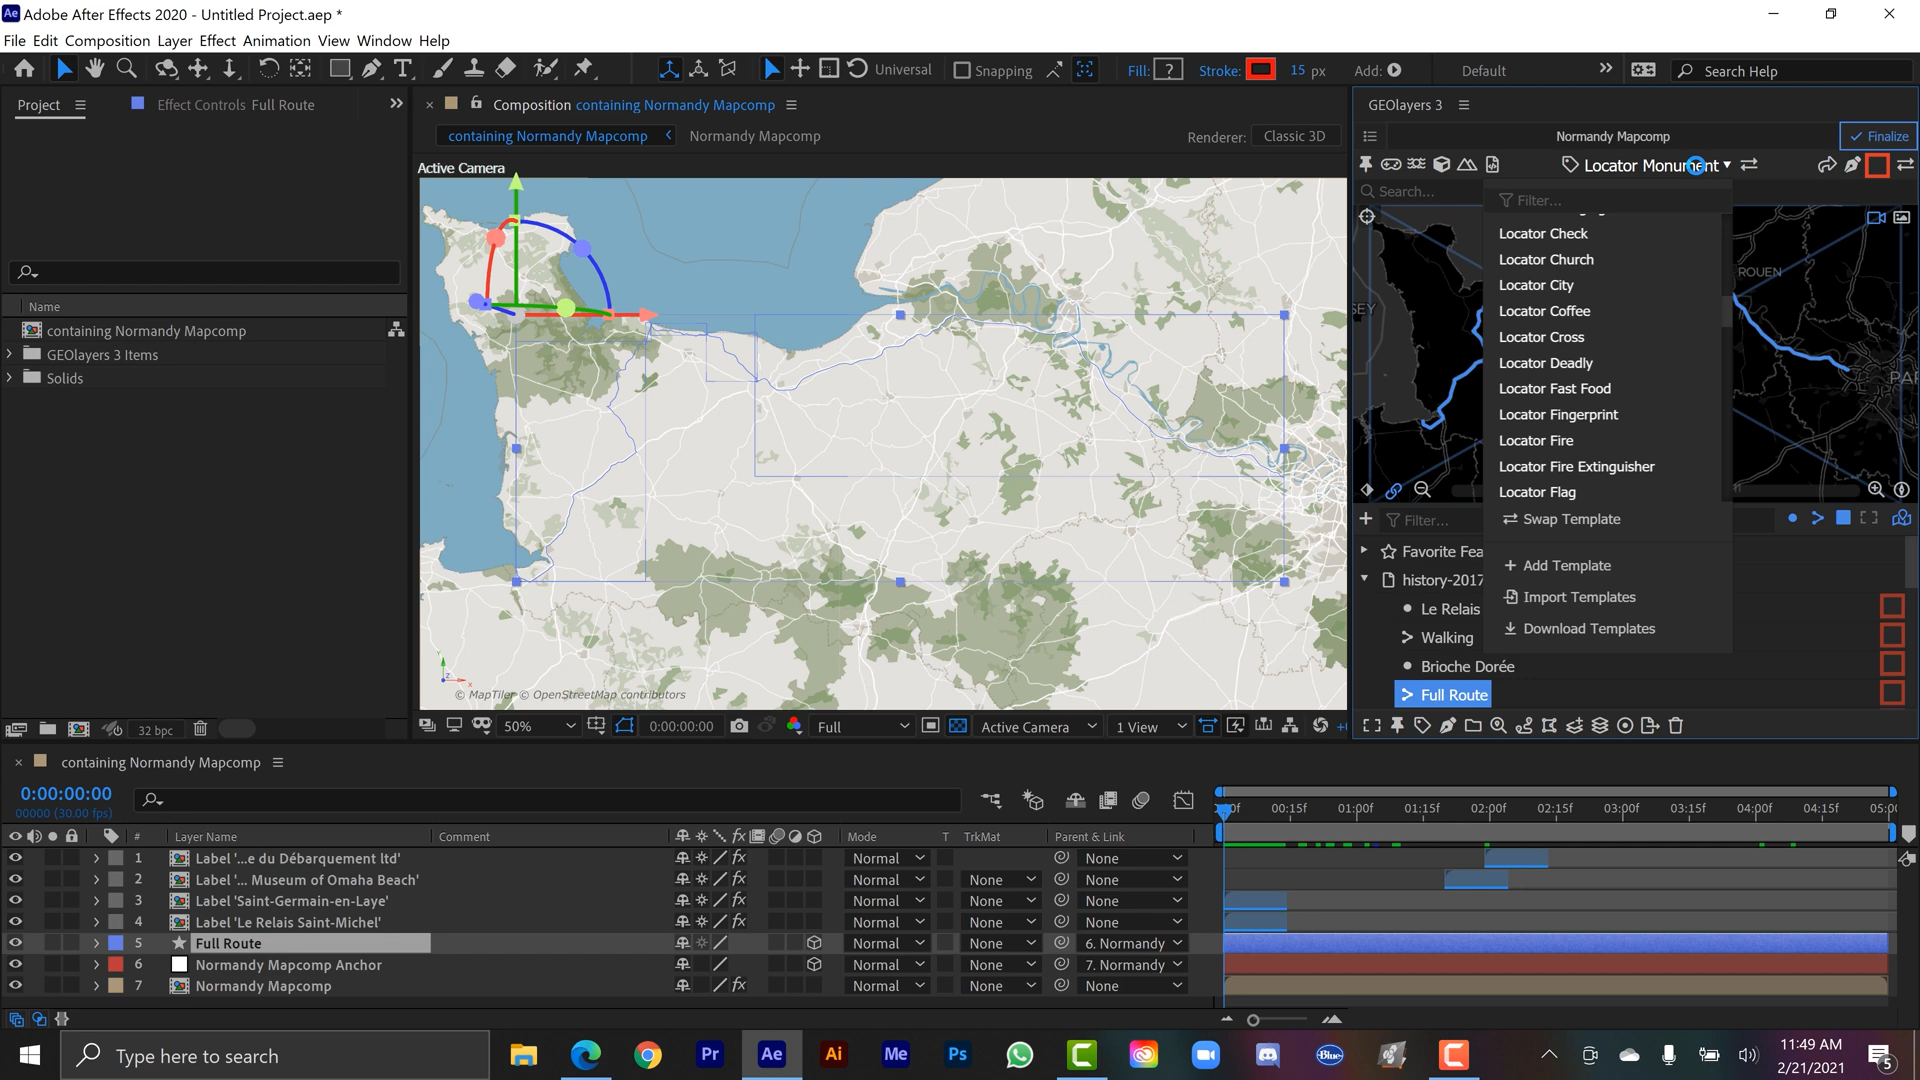 Adobe After Effects 2020 - Untitled Project.aep *
File Edit Composition Layer Effect Animation View Window Help
Universal
Snapping
Fill: ?
Stroke:
15 px
Add:
Default
Search Help
Project
Effect Controls Full Route
Composition containing Normandy Mapcomp
GEOlayers 3
containing Normandy Mapcomp
Normandy Mapcomp
Renderer:
Classic 3D
Normandy Mapcomp
Finalize
Active Camera
Locator Monument
Search...
Filter...
Locator Check
Locator Church
Locator City
Locator Coffee
Locator Cross
Locator Deadly
Locator Fast Food
Locator Fingerprint
Locator Fire
Locator Fire Extinguisher
Locator Flag
Swap Template
Add Template
Import Templates
Download Templates
ROUEN
Name
containing Normandy Mapcomp
GEOlayers 3 Items
Solids
Filter...
Favorite Fea
history-2017
Le Relais
Walking
Brioche Dorée
Full Route
© MapTiler © OpenStreetMap contributors
32 bpc
50%
0:00:00:00
Full
Active Camera
1 View
containing Normandy Mapcomp
0:00:00:00
00000 (30.00 fps)
00:15f 01:00f 01:15f 02:00f 02:15f 03:00f 03:15f 04:00f 04:15f
# Layer Name Comment Mode T TrkMat Parent & Link
1 Label '...e du Débarquement ltd' Normal None
2 Label '... Museum of Omaha Beach' Normal None None
3 Label 'Saint-Germain-en-Laye' Normal None None
4 Label 'Le Relais Saint-Michel' Normal None None
5 Full Route Normal None 6. Normandy
6 Normandy Mapcomp Anchor Normal None 7. Normandy
7 Normandy Mapcomp Normal None None
Type here to search
Pr
Ae
Ai
Me
Ps
Blue
11:49 AM
2/21/2021
5